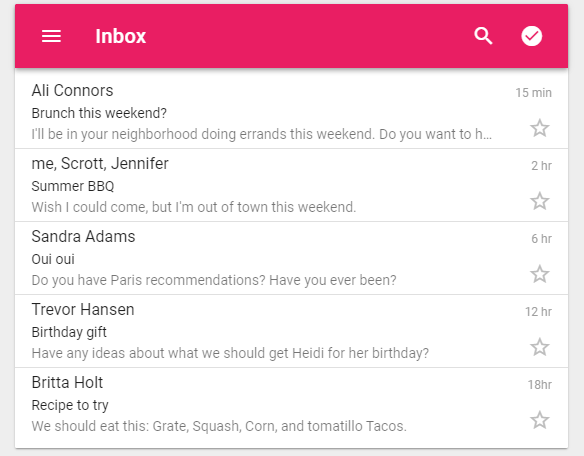 Inbox
Ali Connors
15 min
Brunch this weekend?
I'll be in your neighborhood doing errands this weekend. Do you want to h...
me, Scrott, Jennifer
2 hr
Summer BBQ
Wish I could come, but I'm out of town this weekend.
Sandra Adams
6 hr
Oui oui
Do you have Paris recommendations? Have you ever been?
Trevor Hansen
12 hr
Birthday gift
Have any ideas about what we should get Heidi for her birthday?
Britta Holt
18hr
Recipe to try
We should eat this: Grate, Squash, Corn, and tomatillo Tacos.